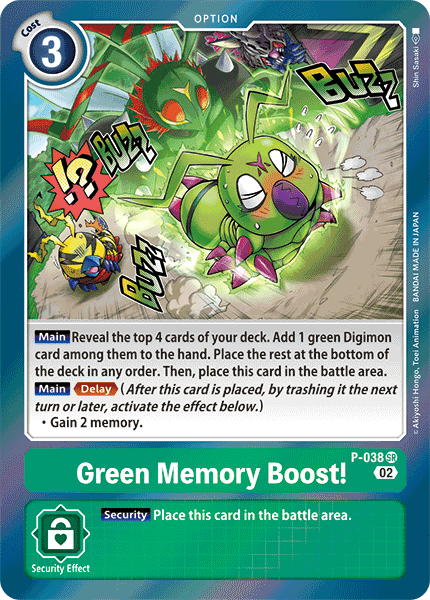 OPTION
Cost
3
Shin Sasaki
BUZZ
BUZZ
!?
BUZZ
Main Reveal the top 4 cards of your deck. Add 1 green Digimon
card among them to the hand. Place the rest at the bottom of
the deck in any order. Then, place this card in the battle area.
Main Delay (After this card is placed, by trashing it the next
turn or later, activate the effect below.)
・Gain 2 memory.
©Akiyoshi Hongo, Toei Animation BANDAI MADE IN JAPAN
P-038 SR
Green Memory Boost!
02
Security Place this card in the battle area.
Security Effect